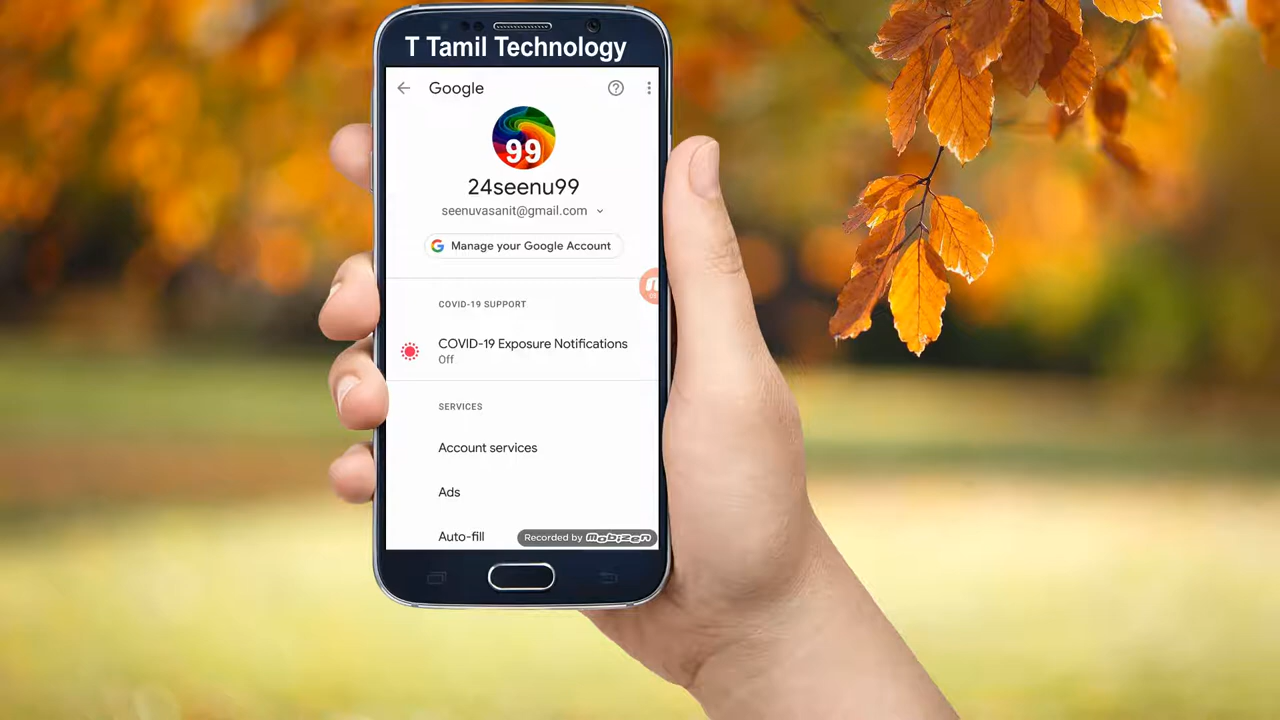 T Tamil Technology
Google
99
24seenu99
seenuvasanit@gmail.com
Manage your Google Account
COVID-19 SUPPORT
COVID-19 Exposure Notifications
Off
SERVICES
Account services
Ads
Auto-fill
Recorded by mobizen